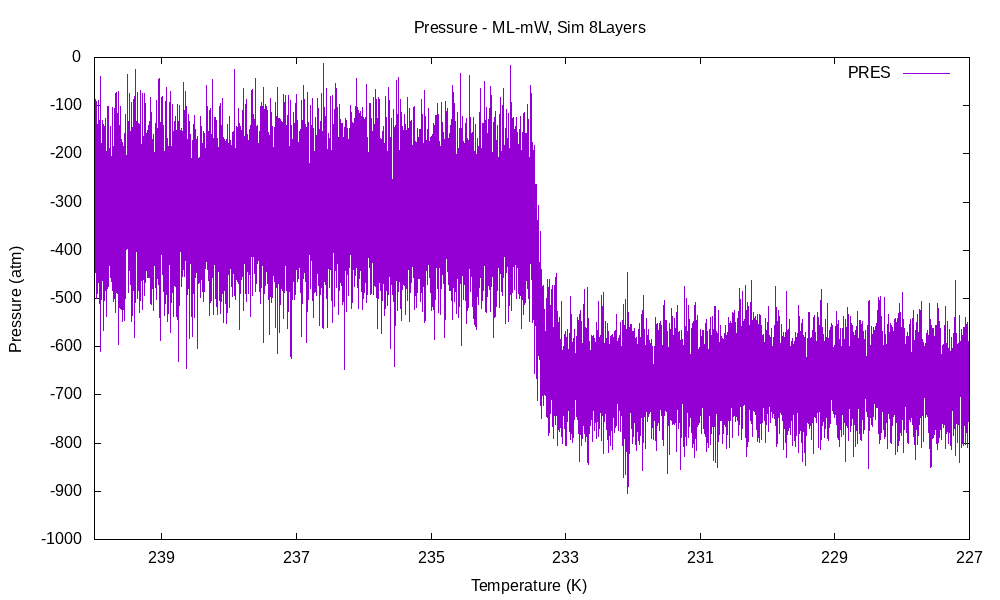 Pressure - ML-mW, Sim 8Layers
PRES
0
-100
-200
-300
-400
-500
-600
-700
-800
-900
-1000
Pressure (atm)
239 237 235 233 231 229 227
Temperature (K)